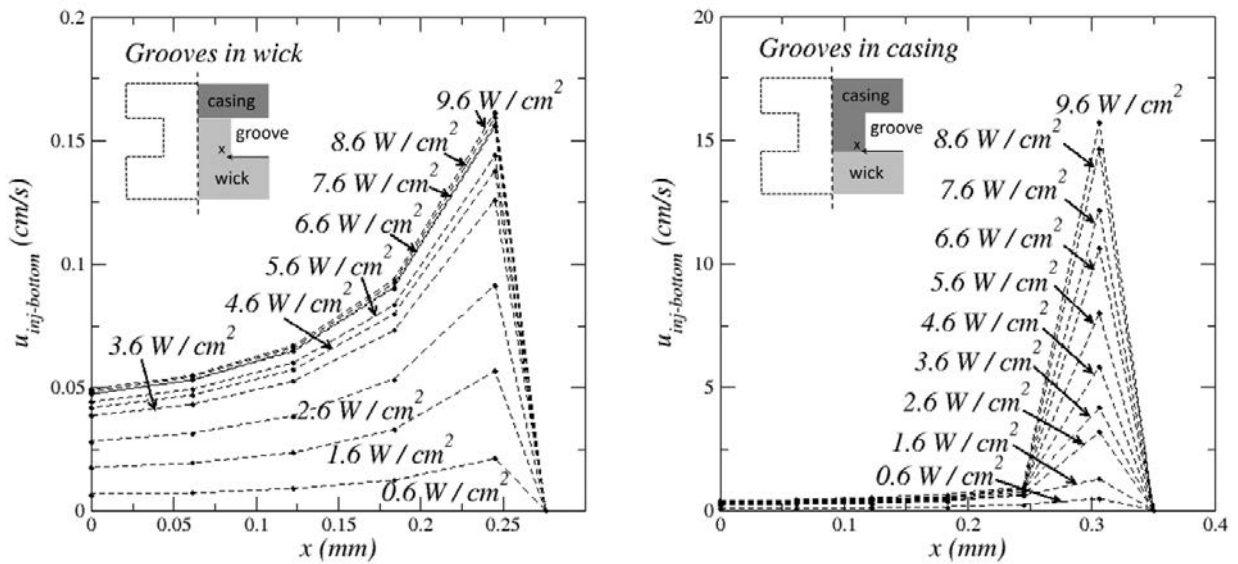 0.2
Grooves in wick
casing
groove
x
wick
9.6 W / cm²
8.6 W / cm²
7.6 W / cm²
6.6 W / cm²
5.6 W / cm²
4.6 W / cm²
3.6 W / cm²
2.6 W / cm²
1.6 W / cm²
0.6 W / cm²
0.15
0.1
0.05
0
u inj-bottom (cm/s)
0 0.05 0.1 0.15 0.2 0.25
x (mm)
20
Grooves in casing
casing
groove
x
wick
9.6 W / cm²
8.6 W / cm²
7.6 W / cm²
6.6 W / cm²
5.6 W / cm²
4.6 W / cm²
3.6 W / cm²
2.6 W / cm²
1.6 W / cm²
0.6 W / cm²
15
10
5
0
u inj-bottom (cm/s)
0 0.1 0.2 0.3 0.4
x (mm)